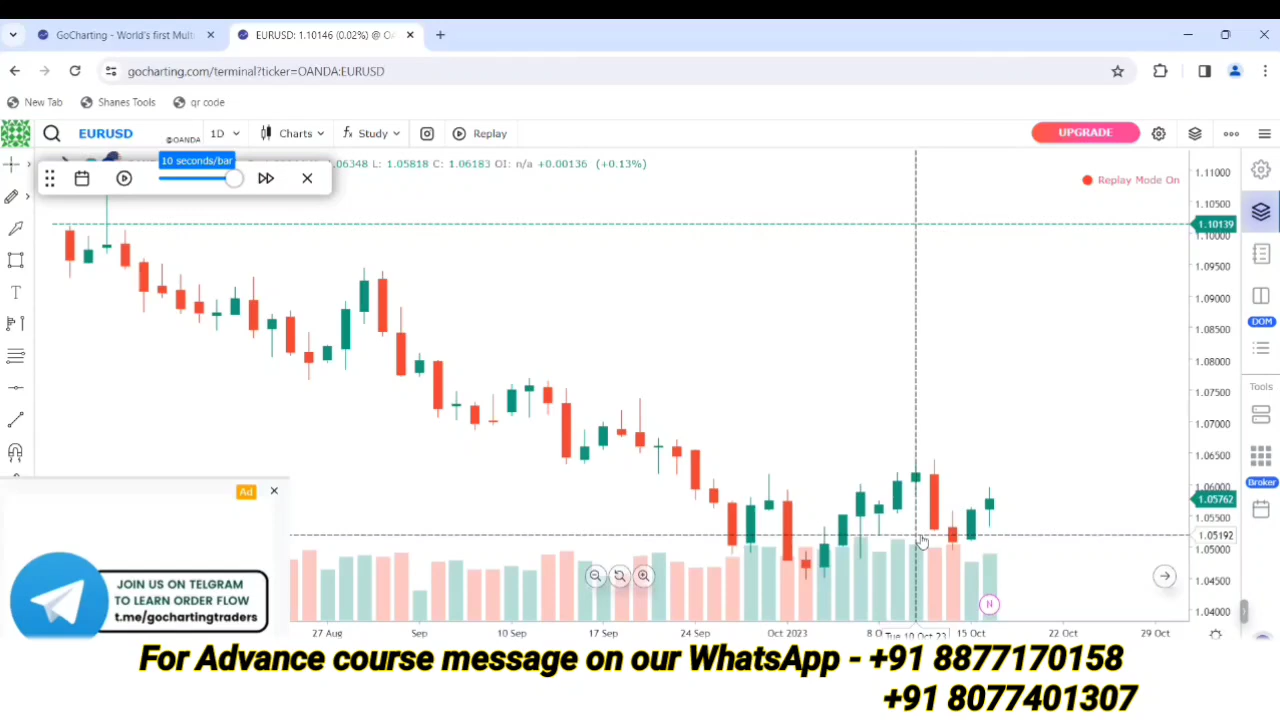 GoCharting - World's first Mult
EURUSD: 1.10146 (0.02%) @ O
gocharting.com/terminal?ticker=OANDA:EURUSD
New Tab
Shanes Tools
qr code
EURUSD
@OANDA
1D
Charts
fx Study
Replay
UPGRADE
10 seconds/bar
.06348 L: 1.05818 C: 1.06183 OI: n/a +0.00136 (+0.13%)
Replay Mode On
1.11000
1.10500
1.10139
1.10000
1.09500
1.09000
1.08500
1.08000
1.07500
1.07000
1.06500
1.06000
1.05762
1.05500
1.05192
1.05000
1.04500
1.04000
DOM
Tools
Broker
Ad
JOIN US ON TELGRAM
TO LEARN ORDER FLOW
t.me/gochartingtraders
N
27 Aug
Sep
10 Sep
17 Sep
24 Sep
Oct 2023
8 O
Tue 10 Oct 23
15 Oct
22 Oct
29 Oct
For Advance course message on our WhatsApp - +91 8877170158
+91 8077401307